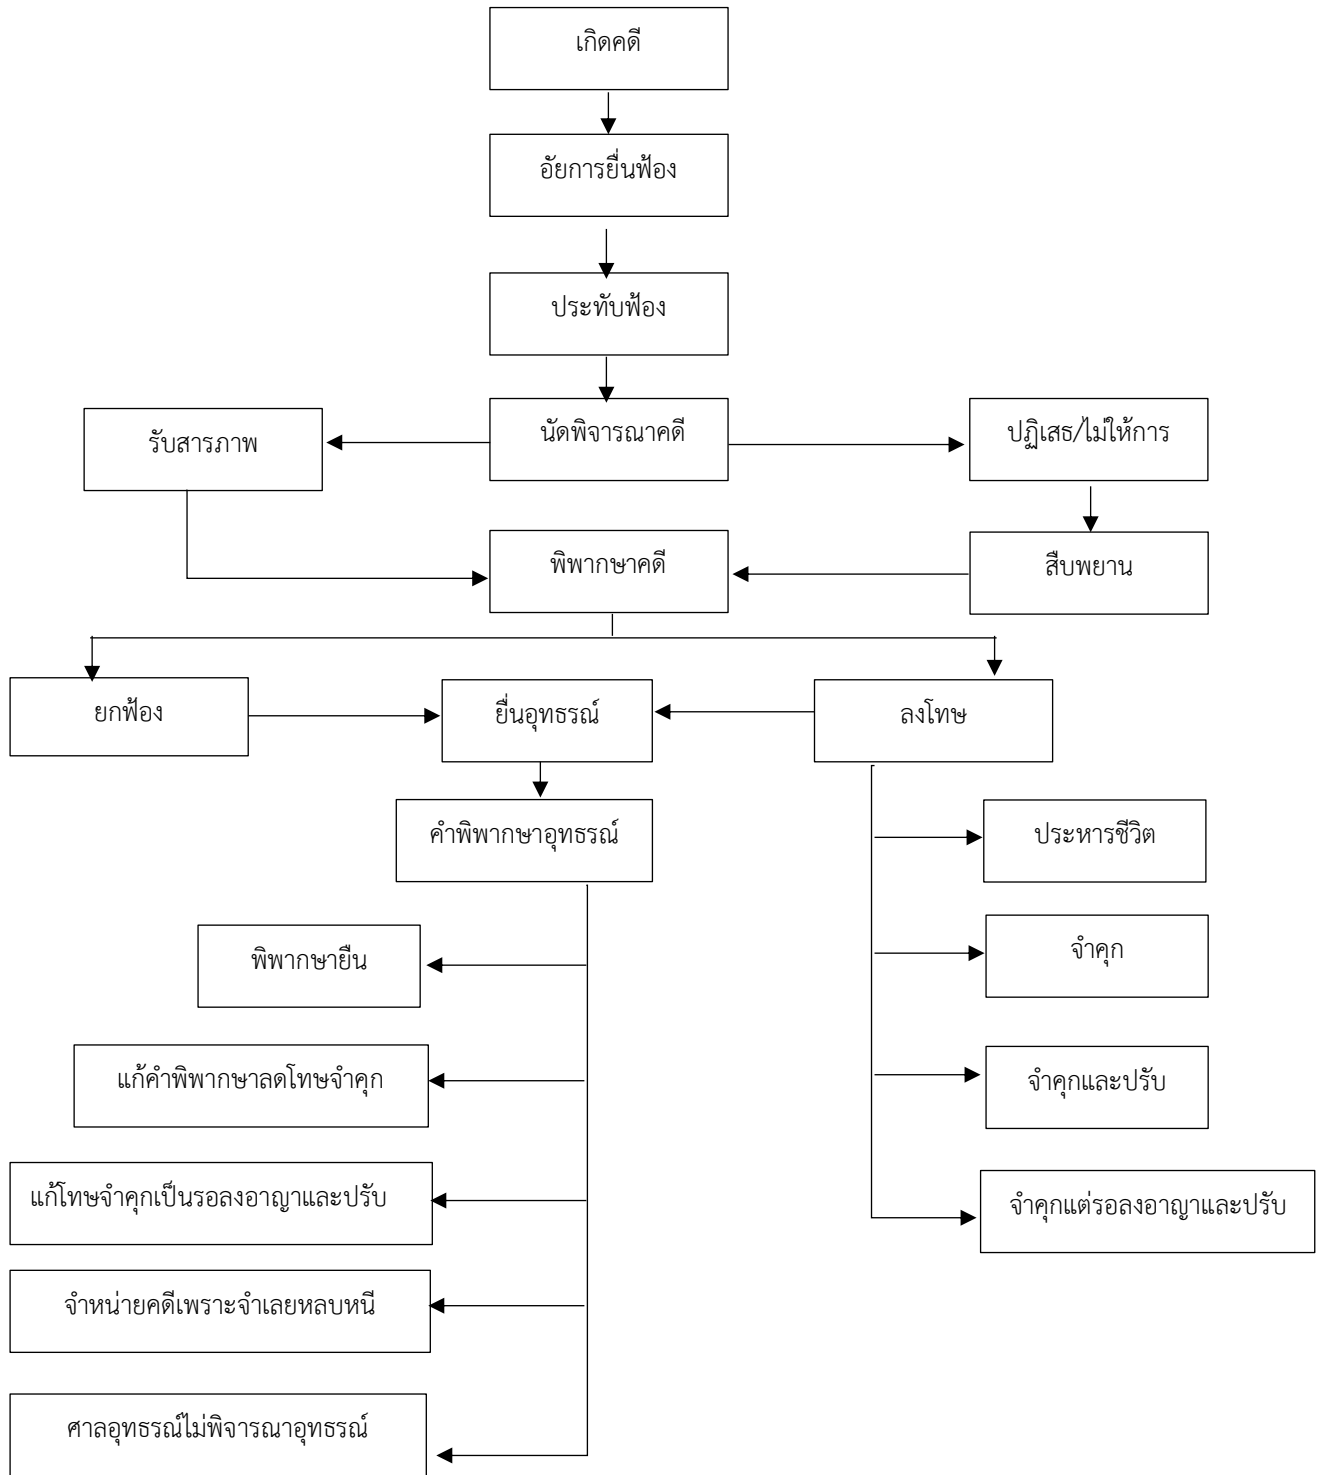 เกิดคดี
อัยการยื่นฟ้อง
ประทับฟ้อง
รับสารภาพ
นัดพิจารณาคดี
ปฏิเสธ/ไม่ให้การ
พิพากษาคดี
สืบพยาน
ยกฟ้อง
ยื่นอุทธรณ์
ลงโทษ
คำพิพากษาอุทธรณ์
ประหารชีวิต
พิพากษายืน
จำคุก
แก้คำพิพากษาลดโทษจำคุก
จำคุกและปรับ
แก้โทษจำคุกเป็นรอลงอาญาและปรับ
จำคุกแต่รอลงอาญาและปรับ
จำหน่ายคดีเพราะจำเลยหลบหนี
ศาลอุทธรณ์ไม่พิจารณาอุทธรณ์